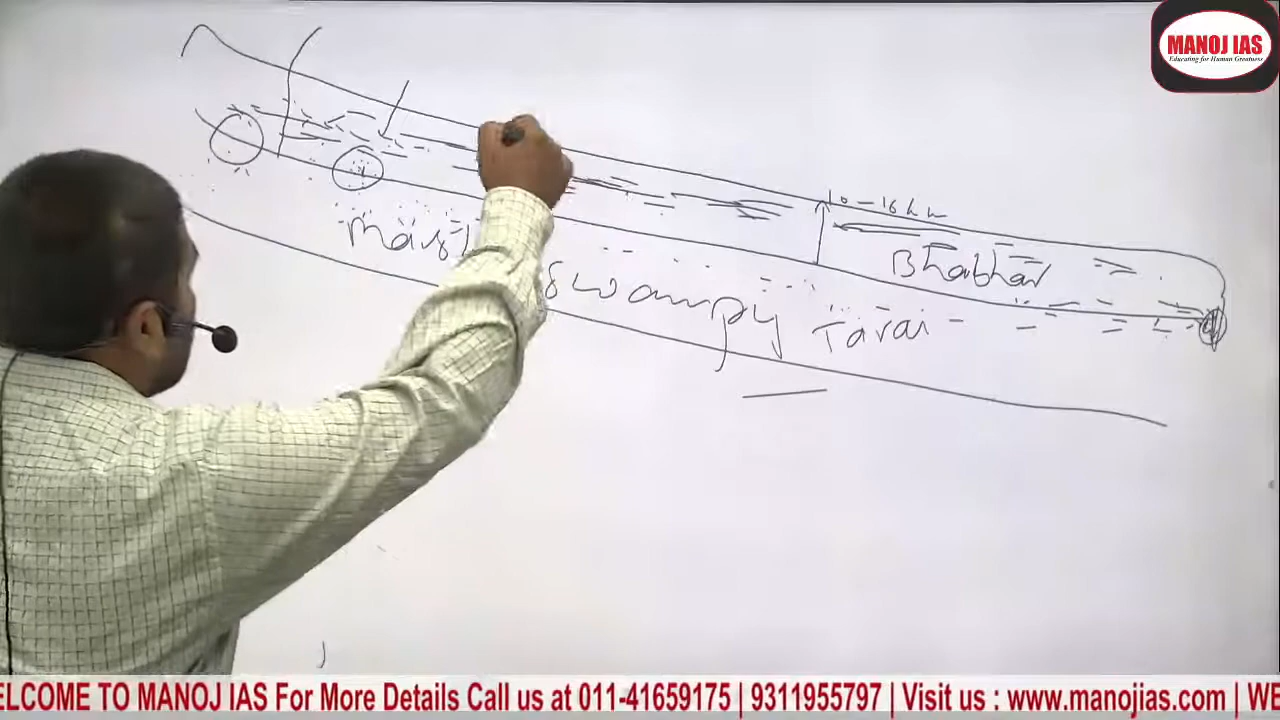 MANOJ IAS
Educating for Human Greatness
10-16 km
Bhabhar
swampy Tarai
ELCOME TO MANOJ IAS For More Details Call us at 011-41659175 | 9311955797 | Visit us : www.manojias.com | WE